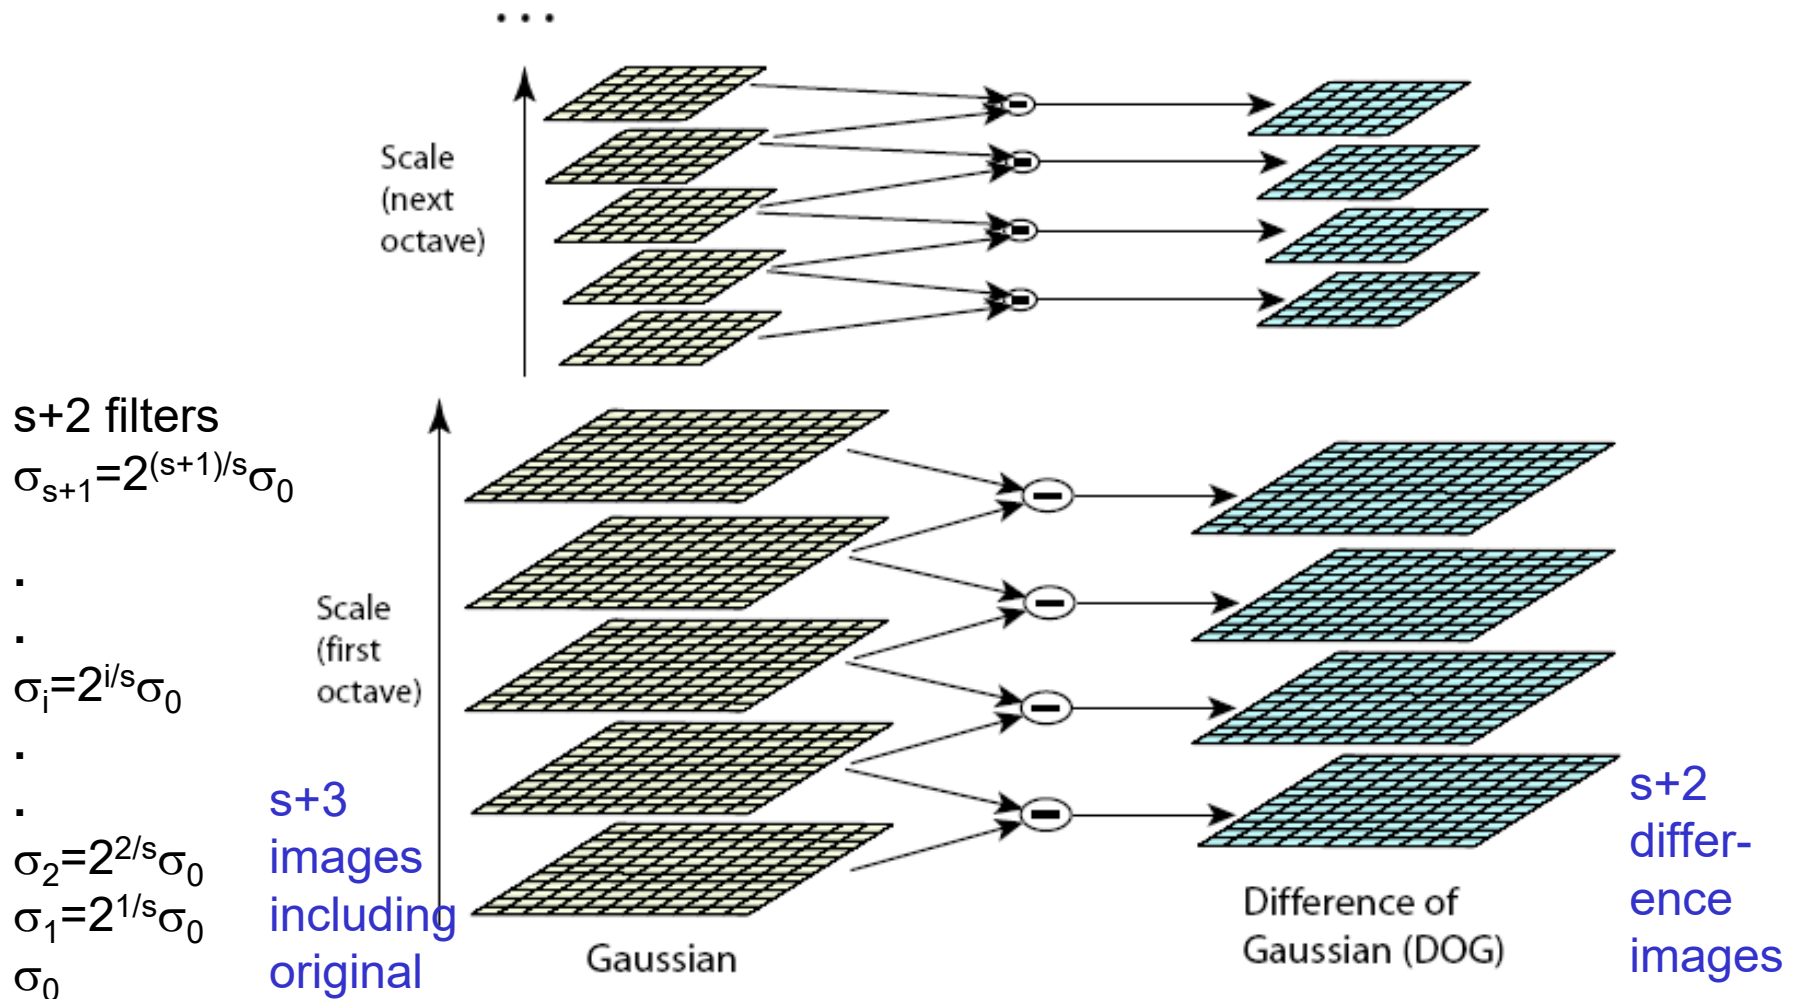 ...
Scale
(next
octave)
s+2 filters
σs+1=2(s+1)/sσ0
.
.
σi=2i/sσ0
.
.
σ2=22/sσ0
σ1=21/sσ0
σ0
Scale
(first
octave)
s+3
images
including
original
Gaussian
Difference of
Gaussian (DOG)
s+2
differ-
ence
images